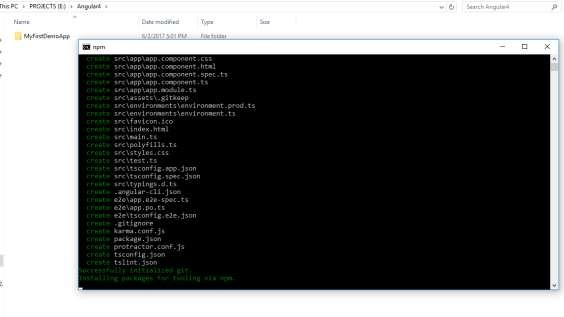 This PC > PROJECTS (E:) > Angular4 >
Search Angular4
Name Date modified Type Size
MyFirstDemoApp 6/2/2017 5:01 PM File folder
npm
create src\app\app.component.css
create src\app\app.component.html
create src\app\app.component.spec.ts
create src\app\app.component.ts
create src\app\app.module.ts
create src\assets\.gitkeep
create src\environments\environment.prod.ts
create src\environments\environment.ts
create src\favicon.ico
create src\index.html
create src\main.ts
create src\polyfills.ts
create src\styles.css
create src\test.ts
create src\tsconfig.app.json
create src\tsconfig.spec.json
create src\typings.d.ts
create .angular-cli.json
create e2e\app.e2e-spec.ts
create e2e\app.po.ts
create e2e\tsconfig.e2e.json
create .gitignore
create karma.conf.js
create package.json
create protractor.conf.js
create tsconfig.json
create tslint.json
Successfully initialized git.
Installing packages for tooling via npm.